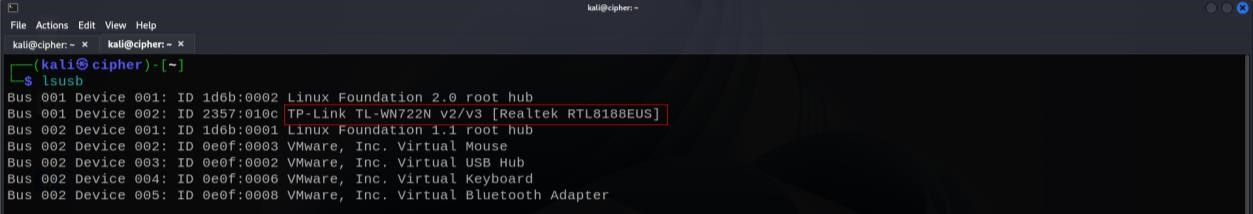 kali@cipher: ~
File Actions Edit View Help
kali@cipher: ~ × kali@cipher: ~ ×
┌──(kali㉿cipher)-[~]
└─$ lsusb
Bus 001 Device 001: ID 1d6b:0002 Linux Foundation 2.0 root hub
Bus 001 Device 002: ID 2357:010c TP-Link TL-WN722N v2/v3 [Realtek RTL8188EUS]
Bus 002 Device 001: ID 1d6b:0001 Linux Foundation 1.1 root hub
Bus 002 Device 002: ID 0e0f:0003 VMware, Inc. Virtual Mouse
Bus 002 Device 003: ID 0e0f:0002 VMware, Inc. Virtual USB Hub
Bus 002 Device 004: ID 0e0f:0006 VMware, Inc. Virtual Keyboard
Bus 002 Device 005: ID 0e0f:0008 VMware, Inc. Virtual Bluetooth Adapter